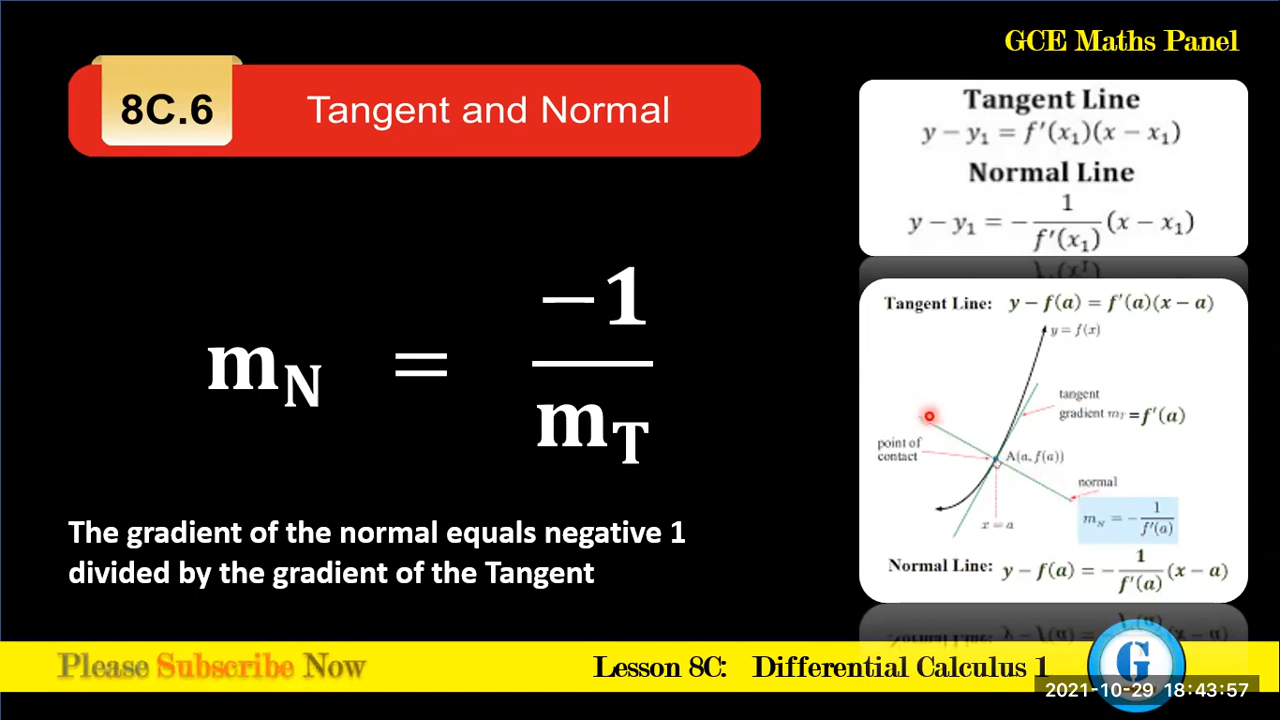 GCE Maths Panel
8C.6 Tangent and Normal
Tangent Line
y − y₁ = f′(x₁)(x − x₁)
Normal Line
y − y₁ = − 1/f′(x₁) (x − x₁)
m_N = −1/m_T
The gradient of the normal equals negative 1
divided by the gradient of the Tangent
Tangent Line: y − f(a) = f′(a)(x − a)
y = f(x)
tangent
gradient m_T = f′(a)
point of
contact
A(a, f(a))
normal
m_N = − 1/f′(a)
x = a
Normal Line: y − f(a) = − 1/f′(a) (x − a)
Please Subscribe Now
Lesson 8C: Differential Calculus 1
G
2021-10-29 18:43:57